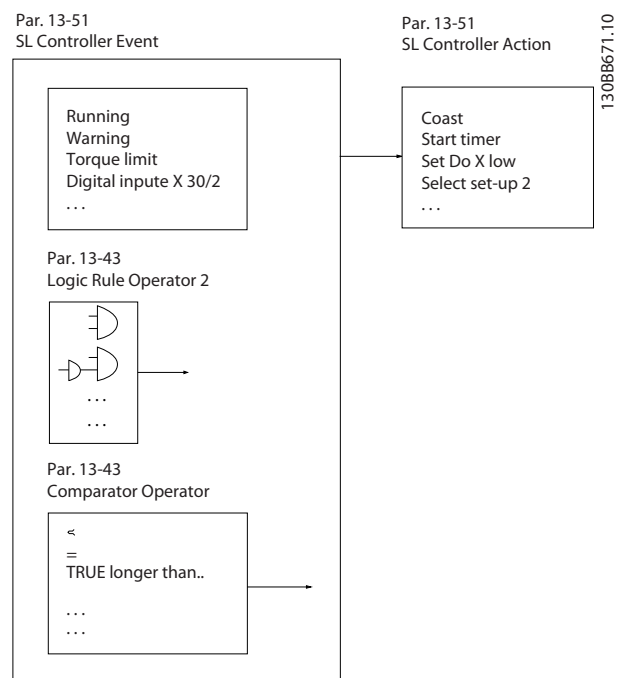 Par. 13-51
SL Controller Event
Par. 13-51
SL Controller Action
130BB671.10
Running
Warning
Torque limit
Digital inpute X 30/2
. . .
Coast
Start timer
Set Do X low
Select set-up 2
. . .
Par. 13-43
Logic Rule Operator 2
. . .
. . .
Par. 13-43
Comparator Operator
<
=
TRUE longer than..
. . .
. . .